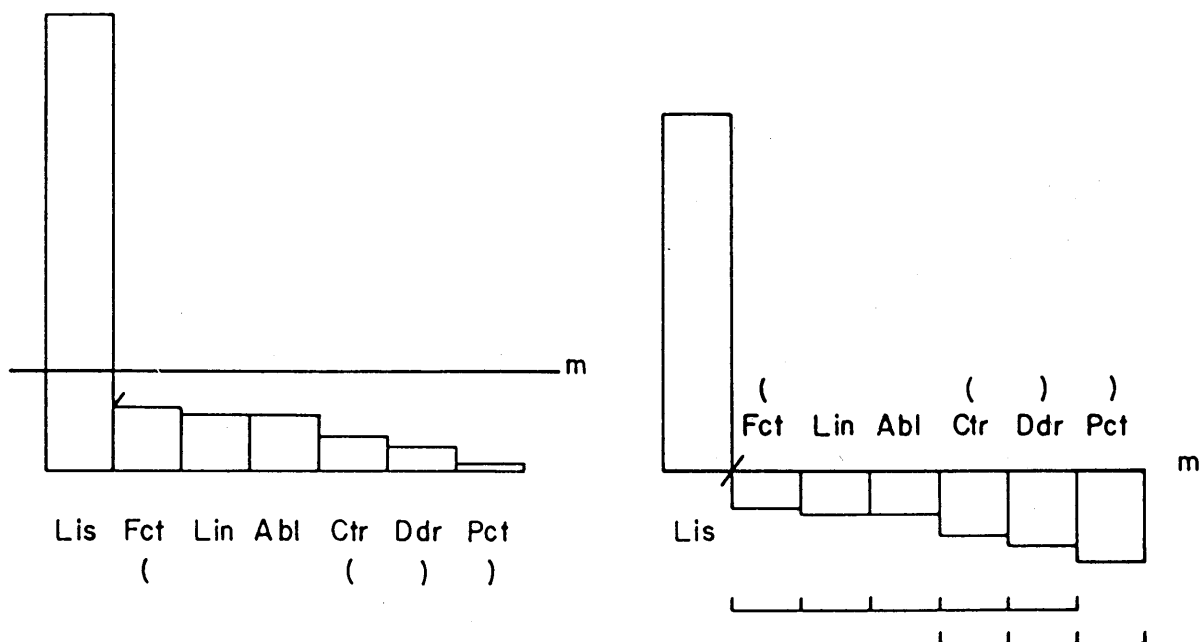 m
Lis Fct Lin Abl Ctr Ddr Pct
( ( ) )
( ( ) )
Fct Lin Abl Ctr Ddr Pct
m
Lis